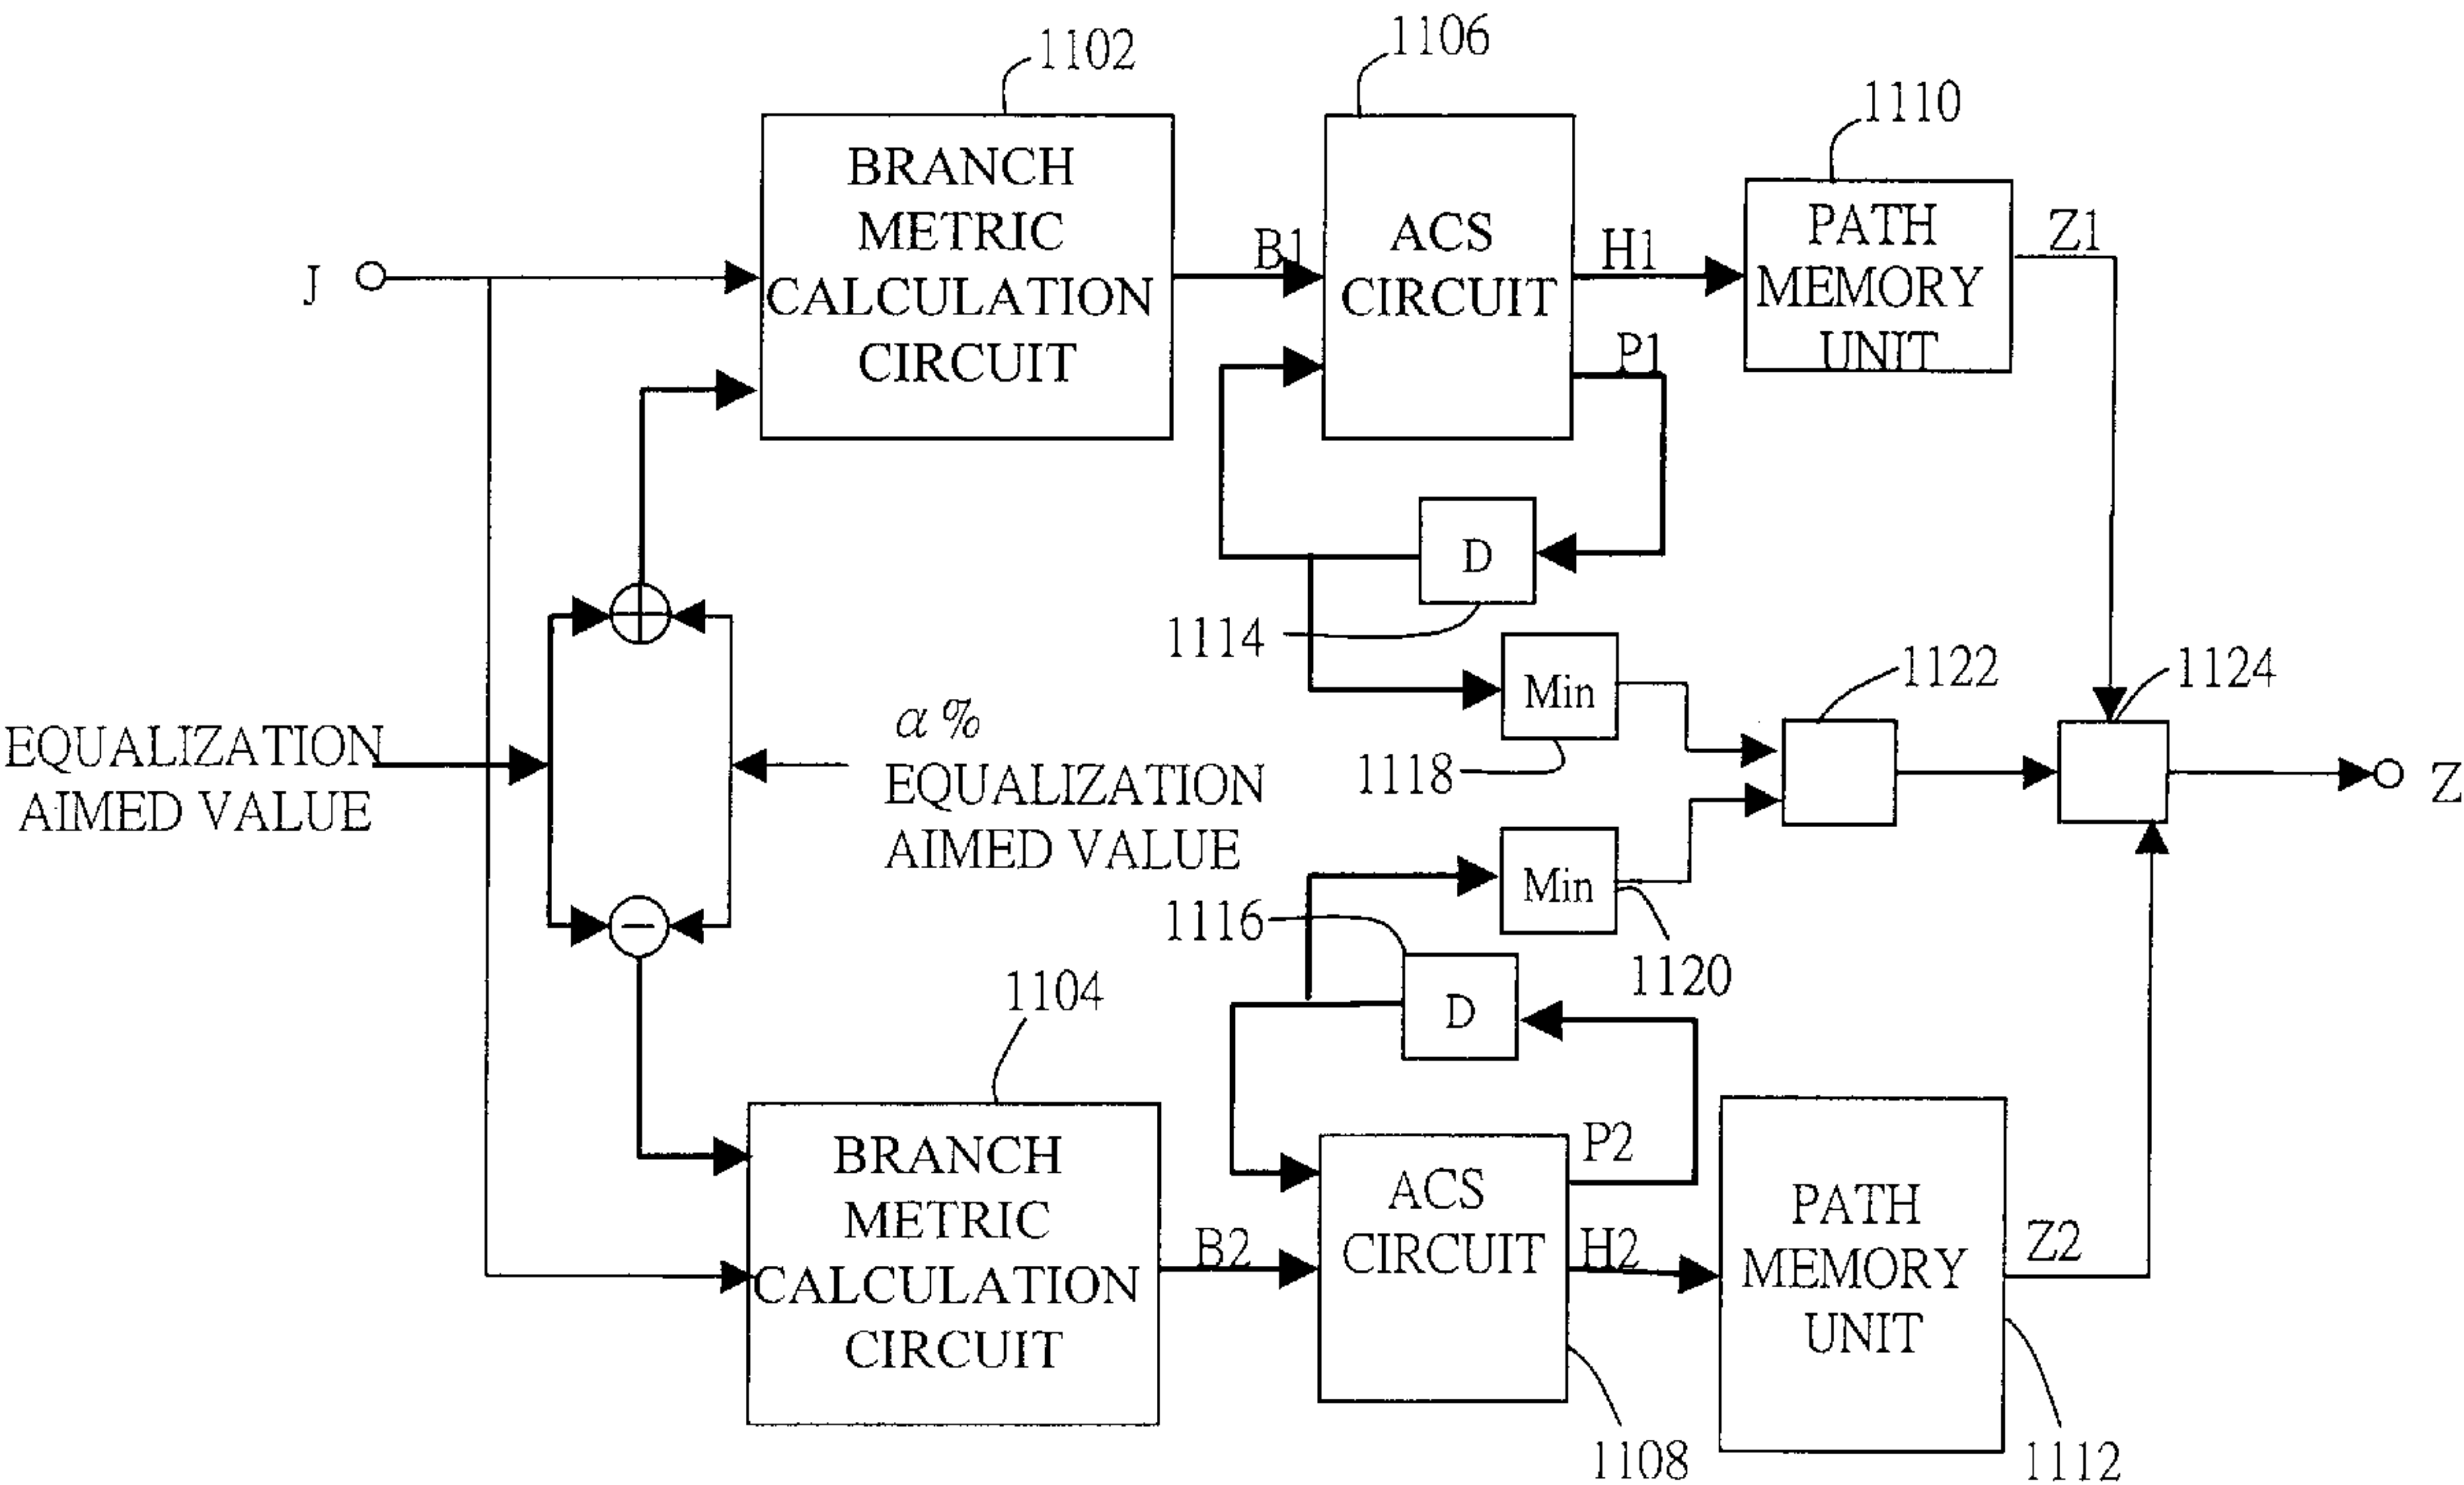 1102
1106
1110
BRANCH
METRIC
CALCULATION
CIRCUIT
ACS
CIRCUIT
PATH
MEMORY
UNIT
J
B1
H1
P1
Z1
D
1114
Min
1118
1122
1124
EQUALIZATION
AIMED VALUE
α%
EQUALIZATION
AIMED VALUE
Z
Min
1120
1116
D
1104
BRANCH
METRIC
CALCULATION
CIRCUIT
B2
ACS
CIRCUIT
P2
H2
PATH
MEMORY
UNIT
Z2
1108
1112
+
−